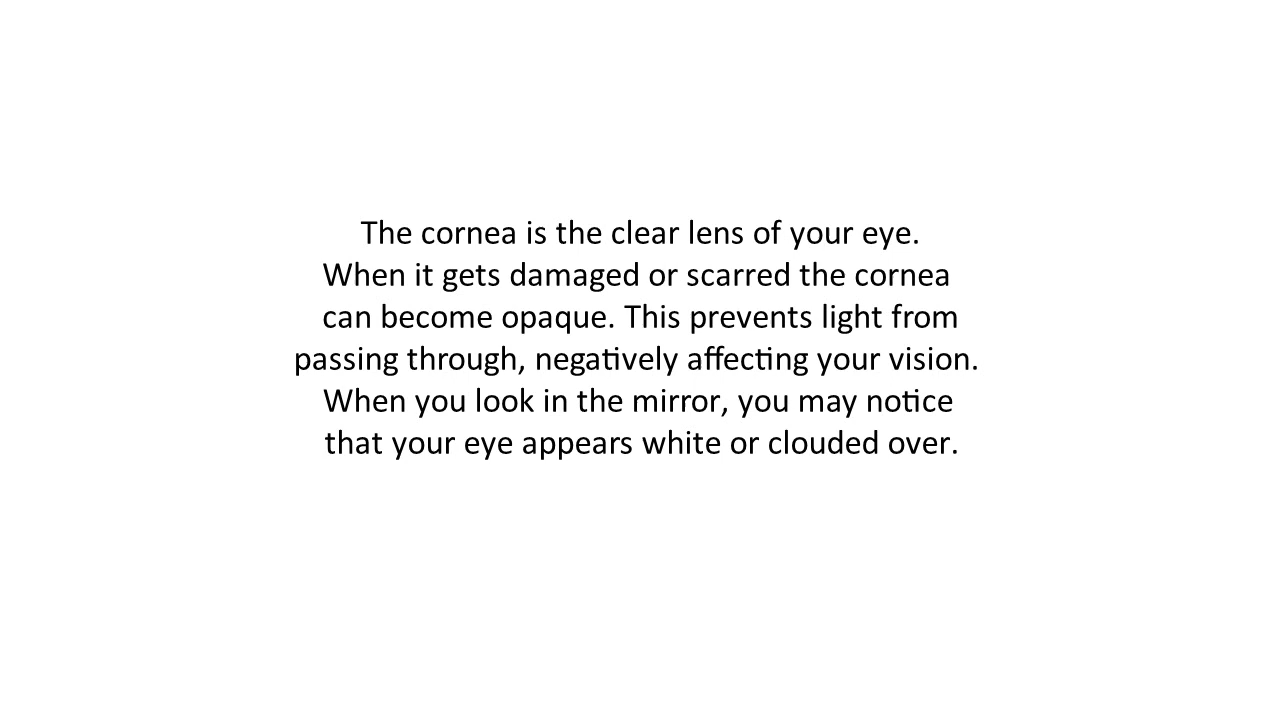 The cornea is the clear lens of your eye.
When it gets damaged or scarred the cornea
can become opaque. This prevents light from
passing through, negatively affecting your vision.
When you look in the mirror, you may notice
that your eye appears white or clouded over.